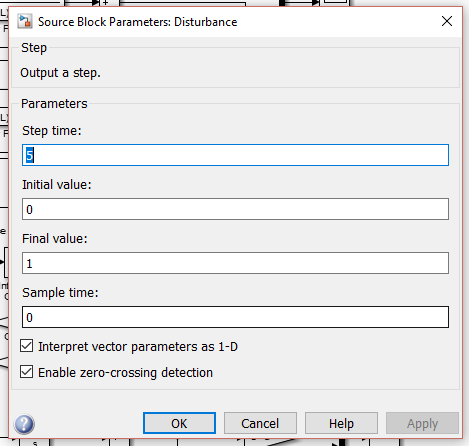 Source Block Parameters: Disturbance
Step
Output a step.
Parameters
Step time:
5
Initial value:
0
Final value:
1
Sample time:
0
Interpret vector parameters as 1-D
Enable zero-crossing detection
OK Cancel Help Apply